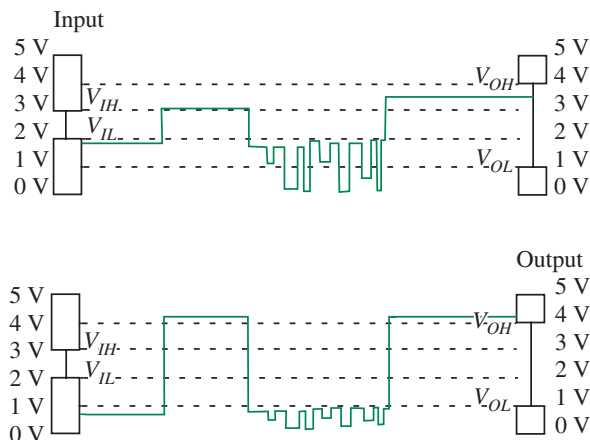 Input
5 V
4 V
3 V
2 V
1 V
0 V
V_IH
V_IL
V_OH
V_OL
5 V
4 V
3 V
2 V
1 V
0 V
Output
5 V
4 V
3 V
2 V
1 V
0 V
V_IH
V_IL
V_OH
V_OL
5 V
4 V
3 V
2 V
1 V
0 V